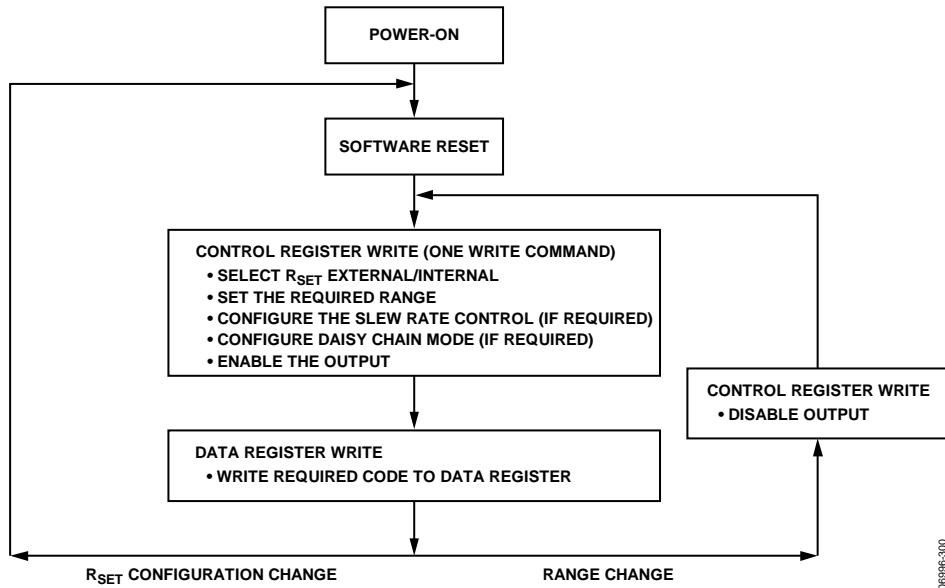 POWER-ON
SOFTWARE RESET
CONTROL REGISTER WRITE (ONE WRITE COMMAND)
• SELECT RSET EXTERNAL/INTERNAL
• SET THE REQUIRED RANGE
• CONFIGURE THE SLEW RATE CONTROL (IF REQUIRED)
• CONFIGURE DAISY CHAIN MODE (IF REQUIRED)
• ENABLE THE OUTPUT
CONTROL REGISTER WRITE
• DISABLE OUTPUT
DATA REGISTER WRITE
• WRITE REQUIRED CODE TO DATA REGISTER
RSET CONFIGURATION CHANGE
RANGE CHANGE
06996-300